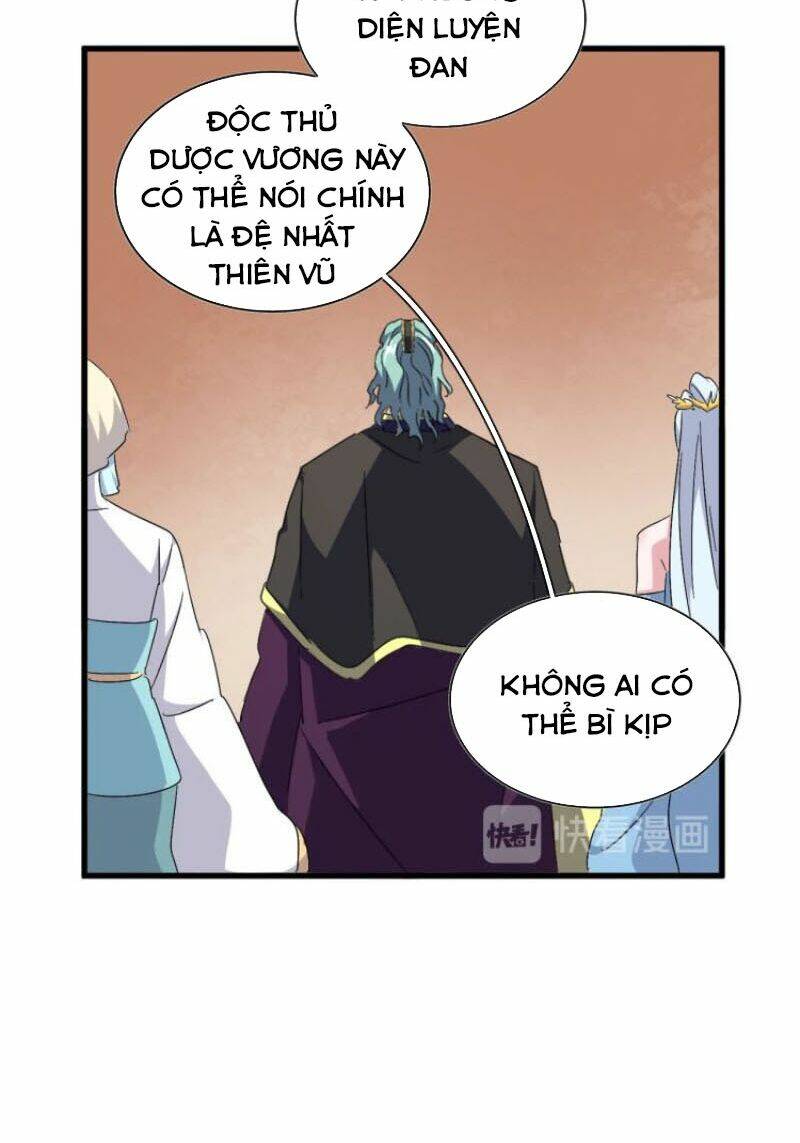 DIỆN LUYỆN
ĐAN
ĐỘC THỦ
DƯỢC VƯƠNG NÀY
CÓ THỂ NÓI CHÍNH
LÀ ĐỆ NHẤT
THIÊN VŨ
KHÔNG AI CÓ
THỂ BÌ KỊP
快看!
快看漫画